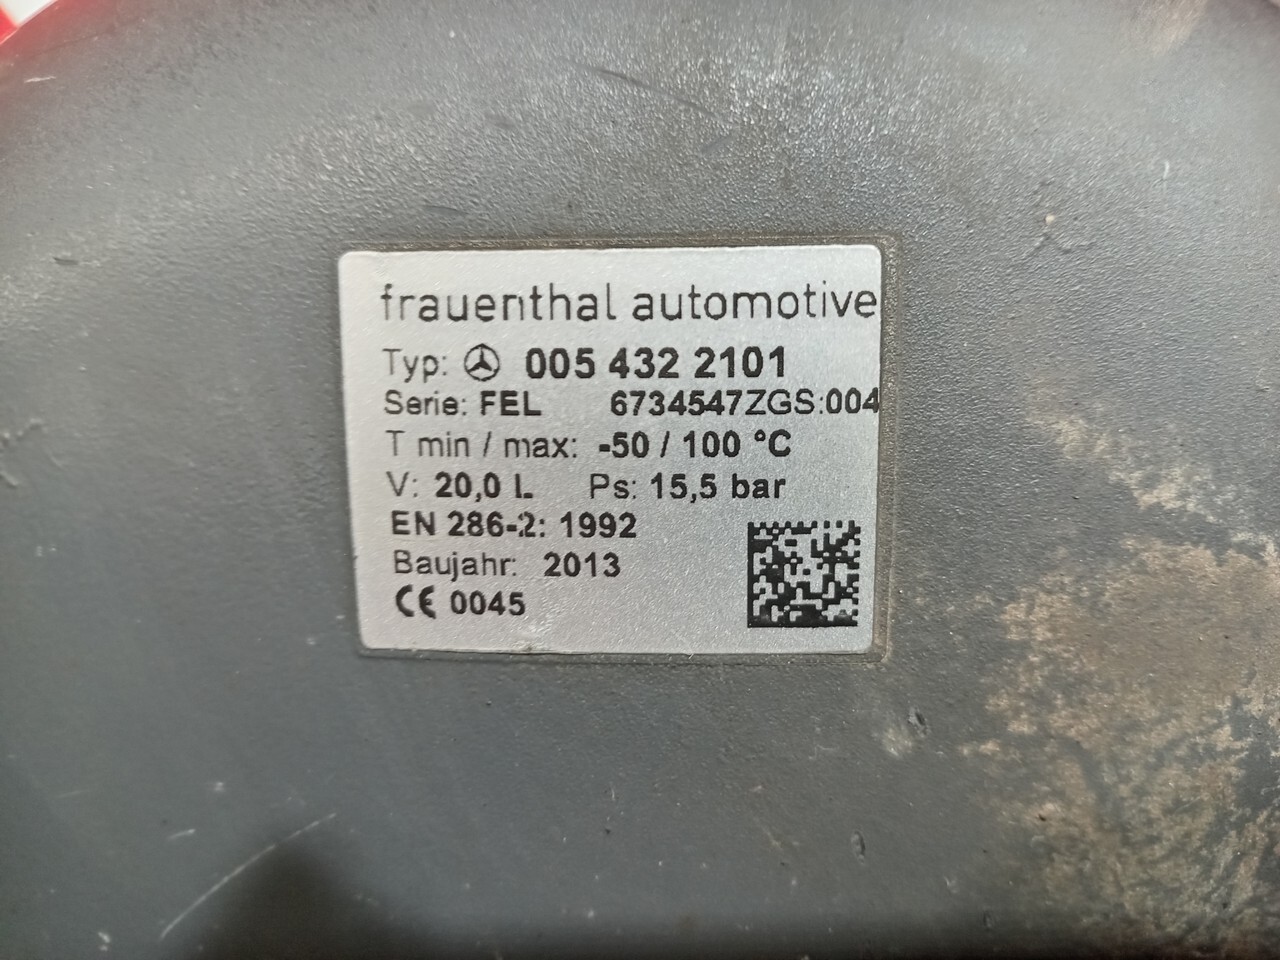 frauenthal automotive
Typ: 005 432 2101
Serie: FEL 6734547ZGS:004
T min / max: -50 / 100 °C
V: 20,0 L Ps: 15,5 bar
EN 286-2: 1992
Baujahr: 2013
CE 0045